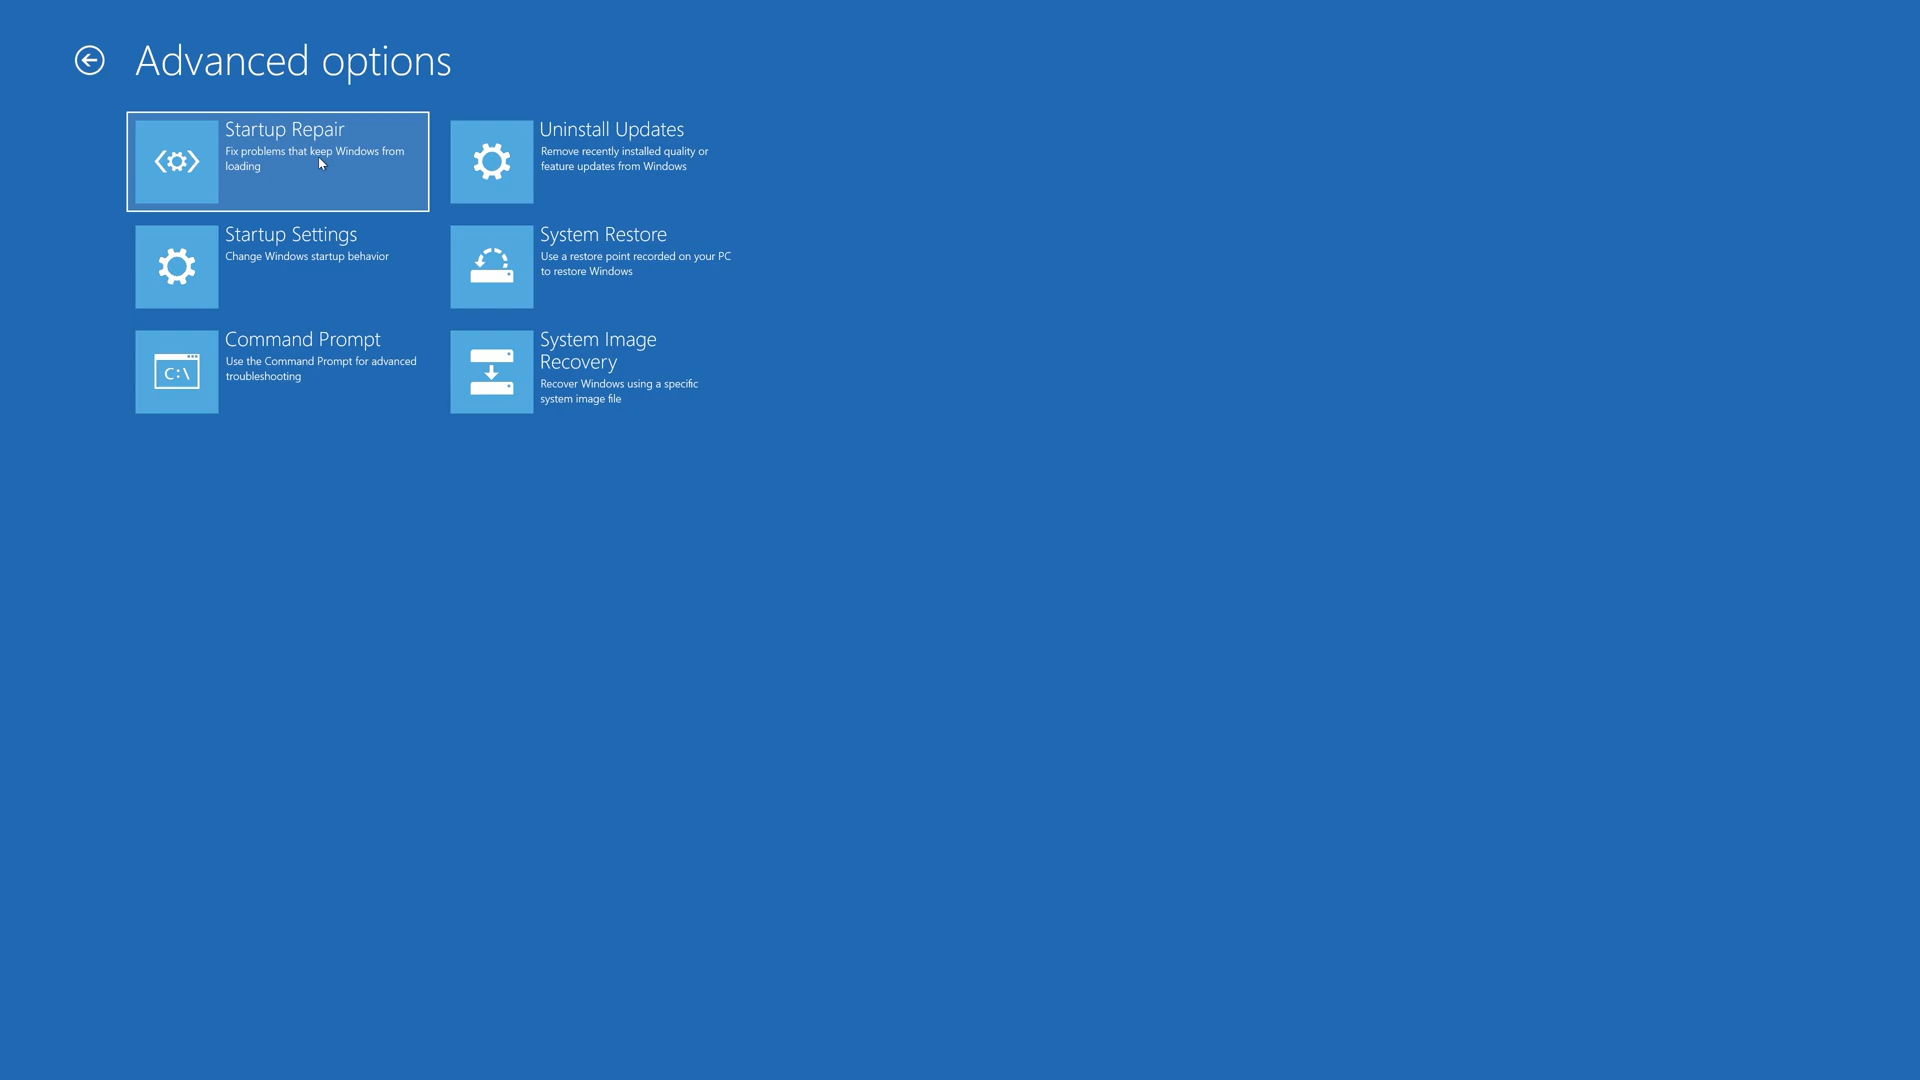 Advanced options
Startup Repair
Fix problems that keep Windows from
loading
Uninstall Updates
Remove recently installed quality or
feature updates from Windows
Startup Settings
Change Windows startup behavior
System Restore
Use a restore point recorded on your PC
to restore Windows
C:\
Command Prompt
Use the Command Prompt for advanced
troubleshooting
System Image
Recovery
Recover Windows using a specific
system image file